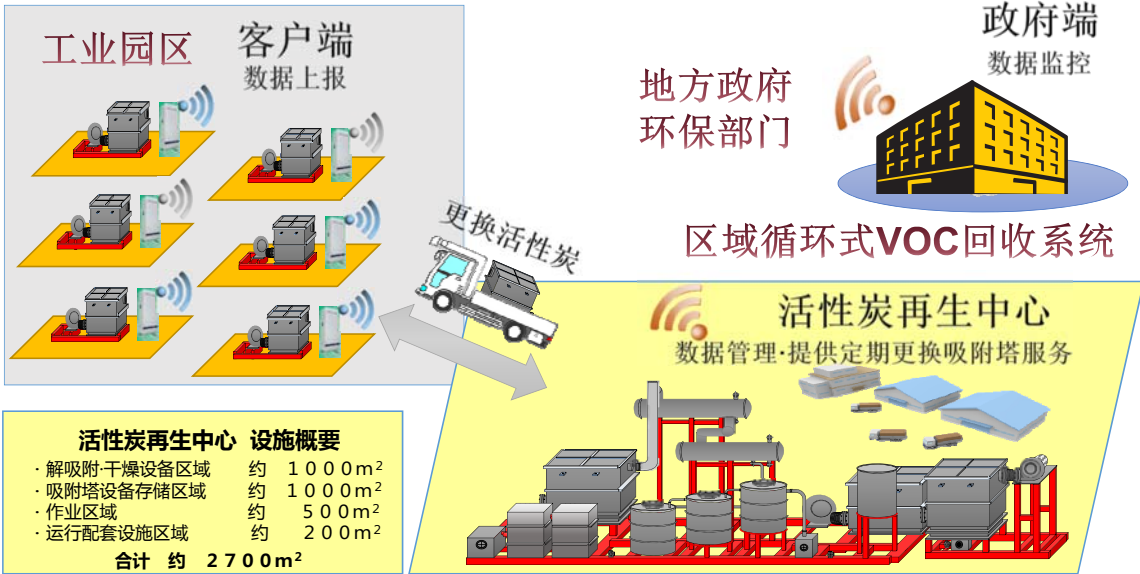 工业园区
客户端
数据上报
政府端
数据监控
地方政府
环保部门
更换活性炭
区域循环式VOC回收系统
活性炭再生中心
数据管理·提供定期更换吸附塔服务
活性炭再生中心 设施概要
·解吸附·干燥设备区域 约 1000m²
·吸附塔设备存储区域 约 1000m²
·作业区域 约 500m²
·运行配套设施区域 约 200m²
合计 约 2700m²